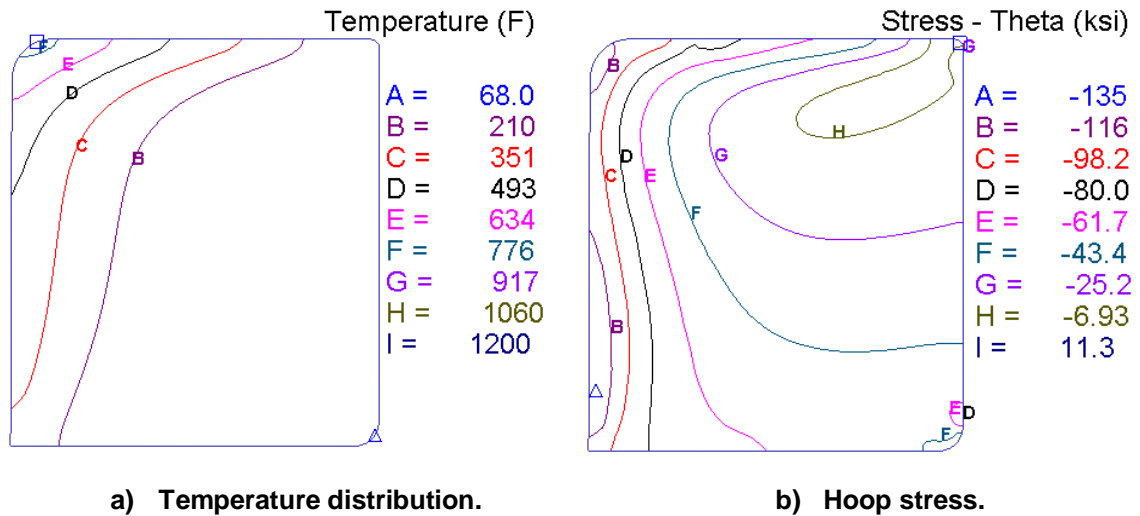 Temperature (F)
F
E
D
C
B
A = 68.0
B = 210
C = 351
D = 493
E = 634
F = 776
G = 917
H = 1060
I = 1200
Stress - Theta (ksi)
G
B
H
D
G
C
E
F
B
E
D
F
A = -135
B = -116
C = -98.2
D = -80.0
E = -61.7
F = -43.4
G = -25.2
H = -6.93
I = 11.3
a) Temperature distribution.
b) Hoop stress.